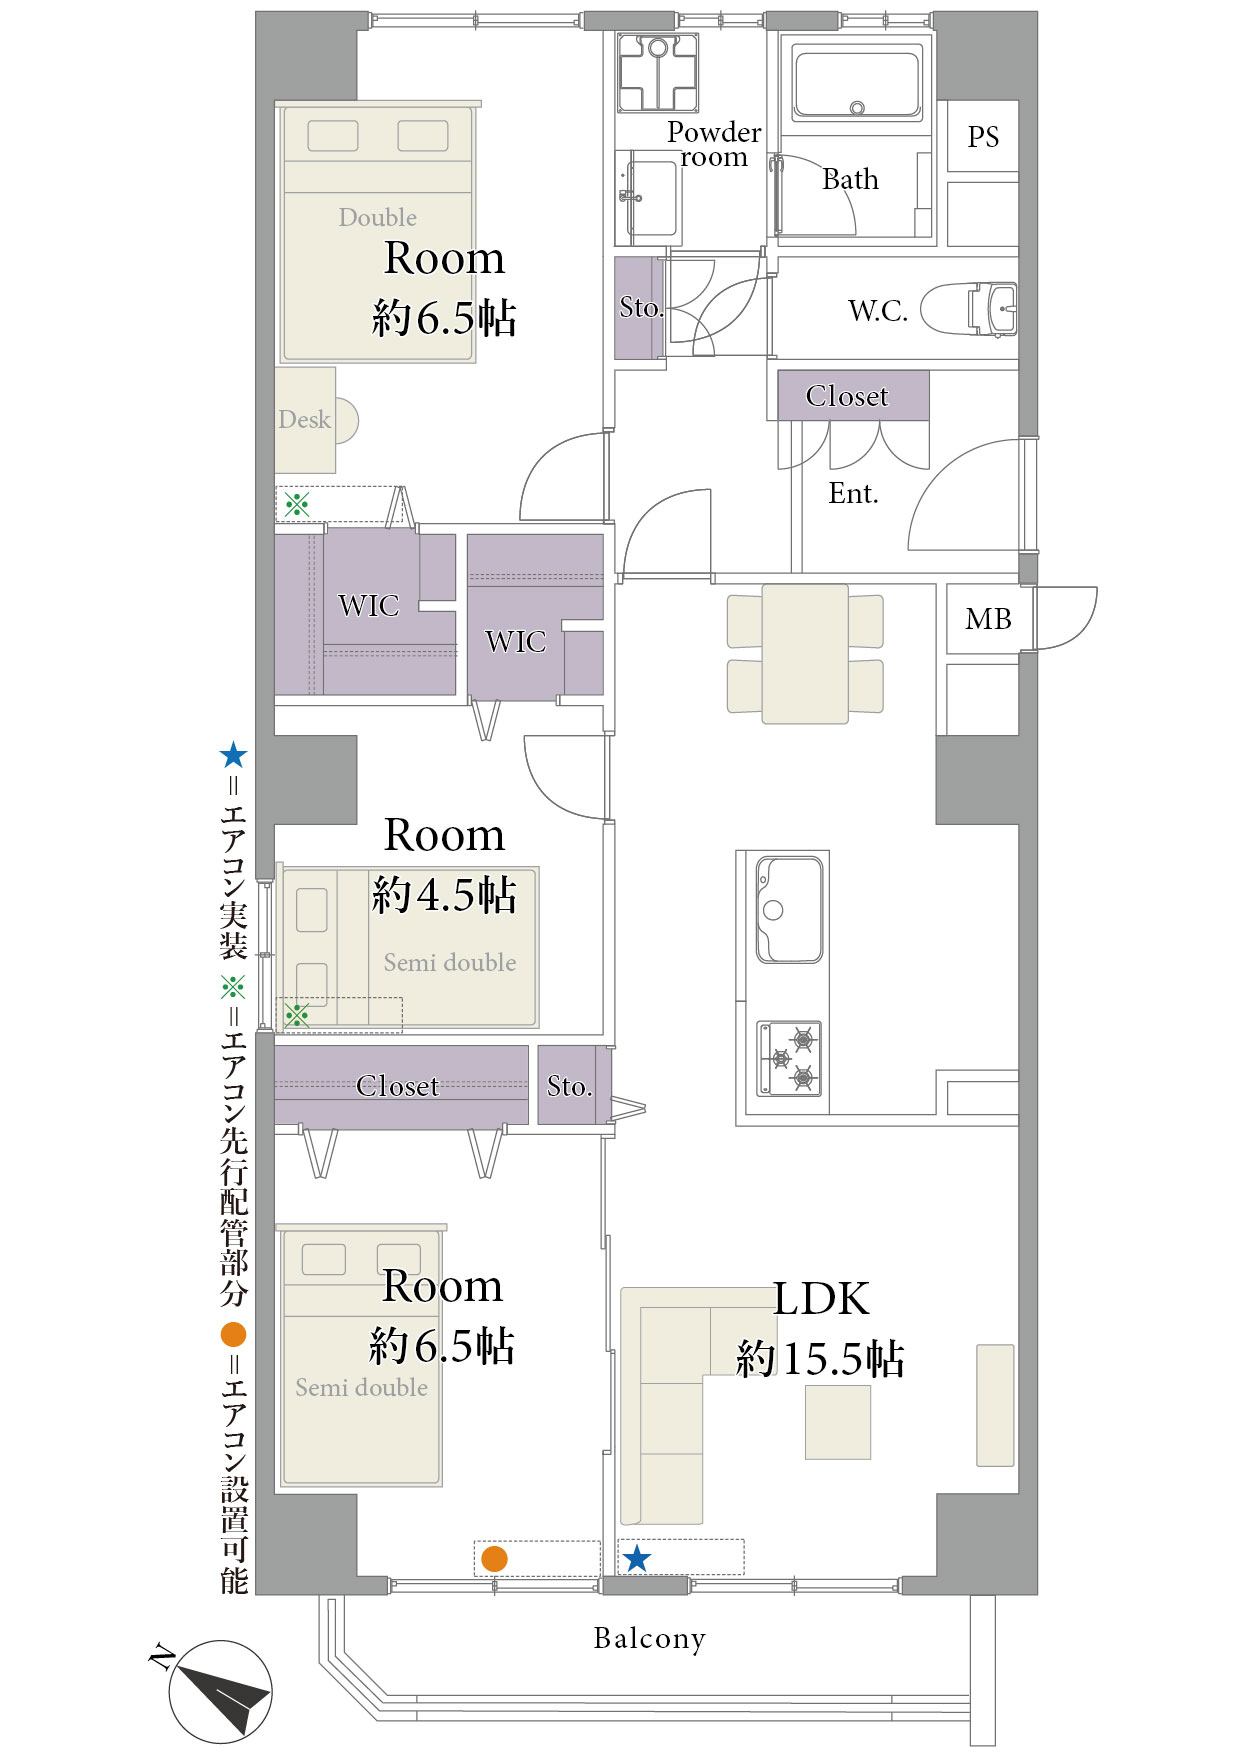 Powder
room
Bath
PS
Double
Room
約6.5帖
Sto.
W.C.
Closet
Desk
Ent.
※
WIC
WIC
MB
Room
約4.5帖
Semi double
※
Closet
Sto.
Room
約6.5帖
Semi double
LDK
約15.5帖
●
★
Balcony
★=エアコン実装 ※=エアコン先行配管部分 ●=エアコン設置可能
N